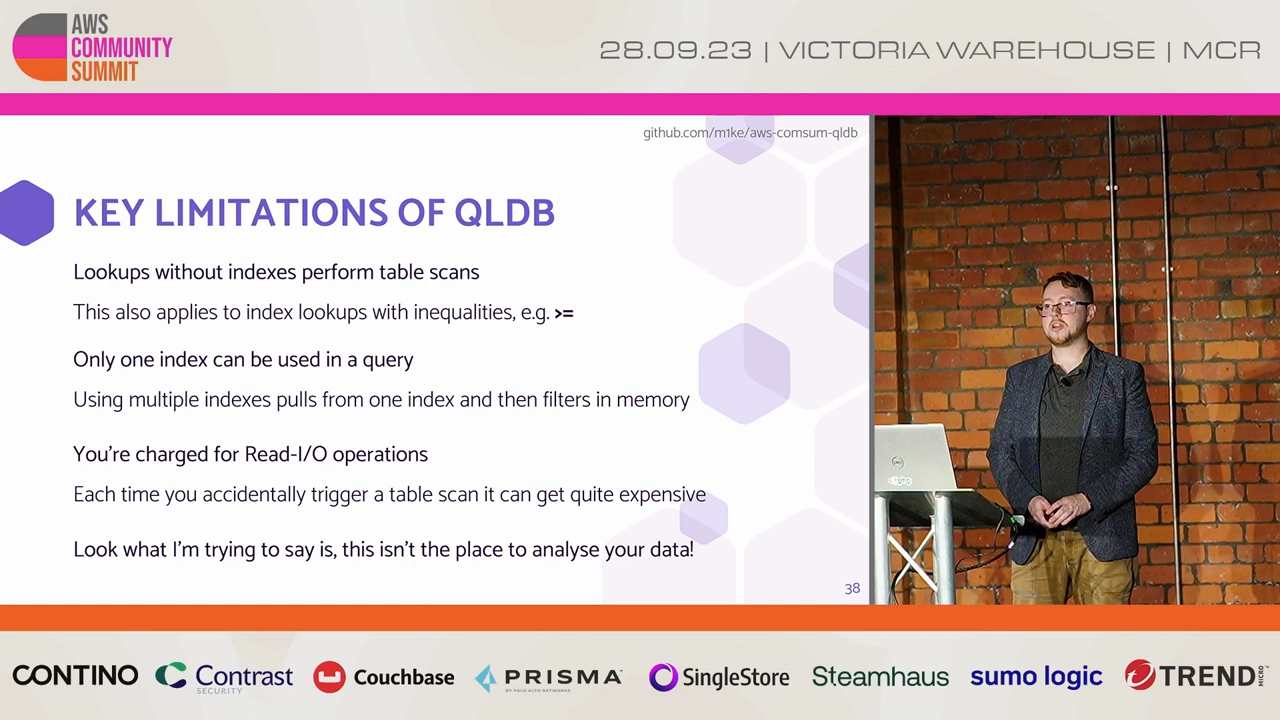 AWS
COMMUNITY
SUMMIT
28.09.23 | VICTORIA WAREHOUSE | MCR
github.com/m1ke/aws-comsum-qldb
KEY LIMITATIONS OF QLDB
Lookups without indexes perform table scans
This also applies to index lookups with inequalities, e.g. >=
Only one index can be used in a query
Using multiple indexes pulls from one index and then filters in memory
You're charged for Read-I/O operations
Each time you accidentally trigger a table scan it can get quite expensive
Look what I'm trying to say is, this isn't the place to analyse your data!
38
DELL
CONTINO
Contrast
SECURITY
Couchbase
PRISMA
BY PALO ALTO NETWORKS
SingleStore
Steamhaus
sumo logic
TREND
MICRO